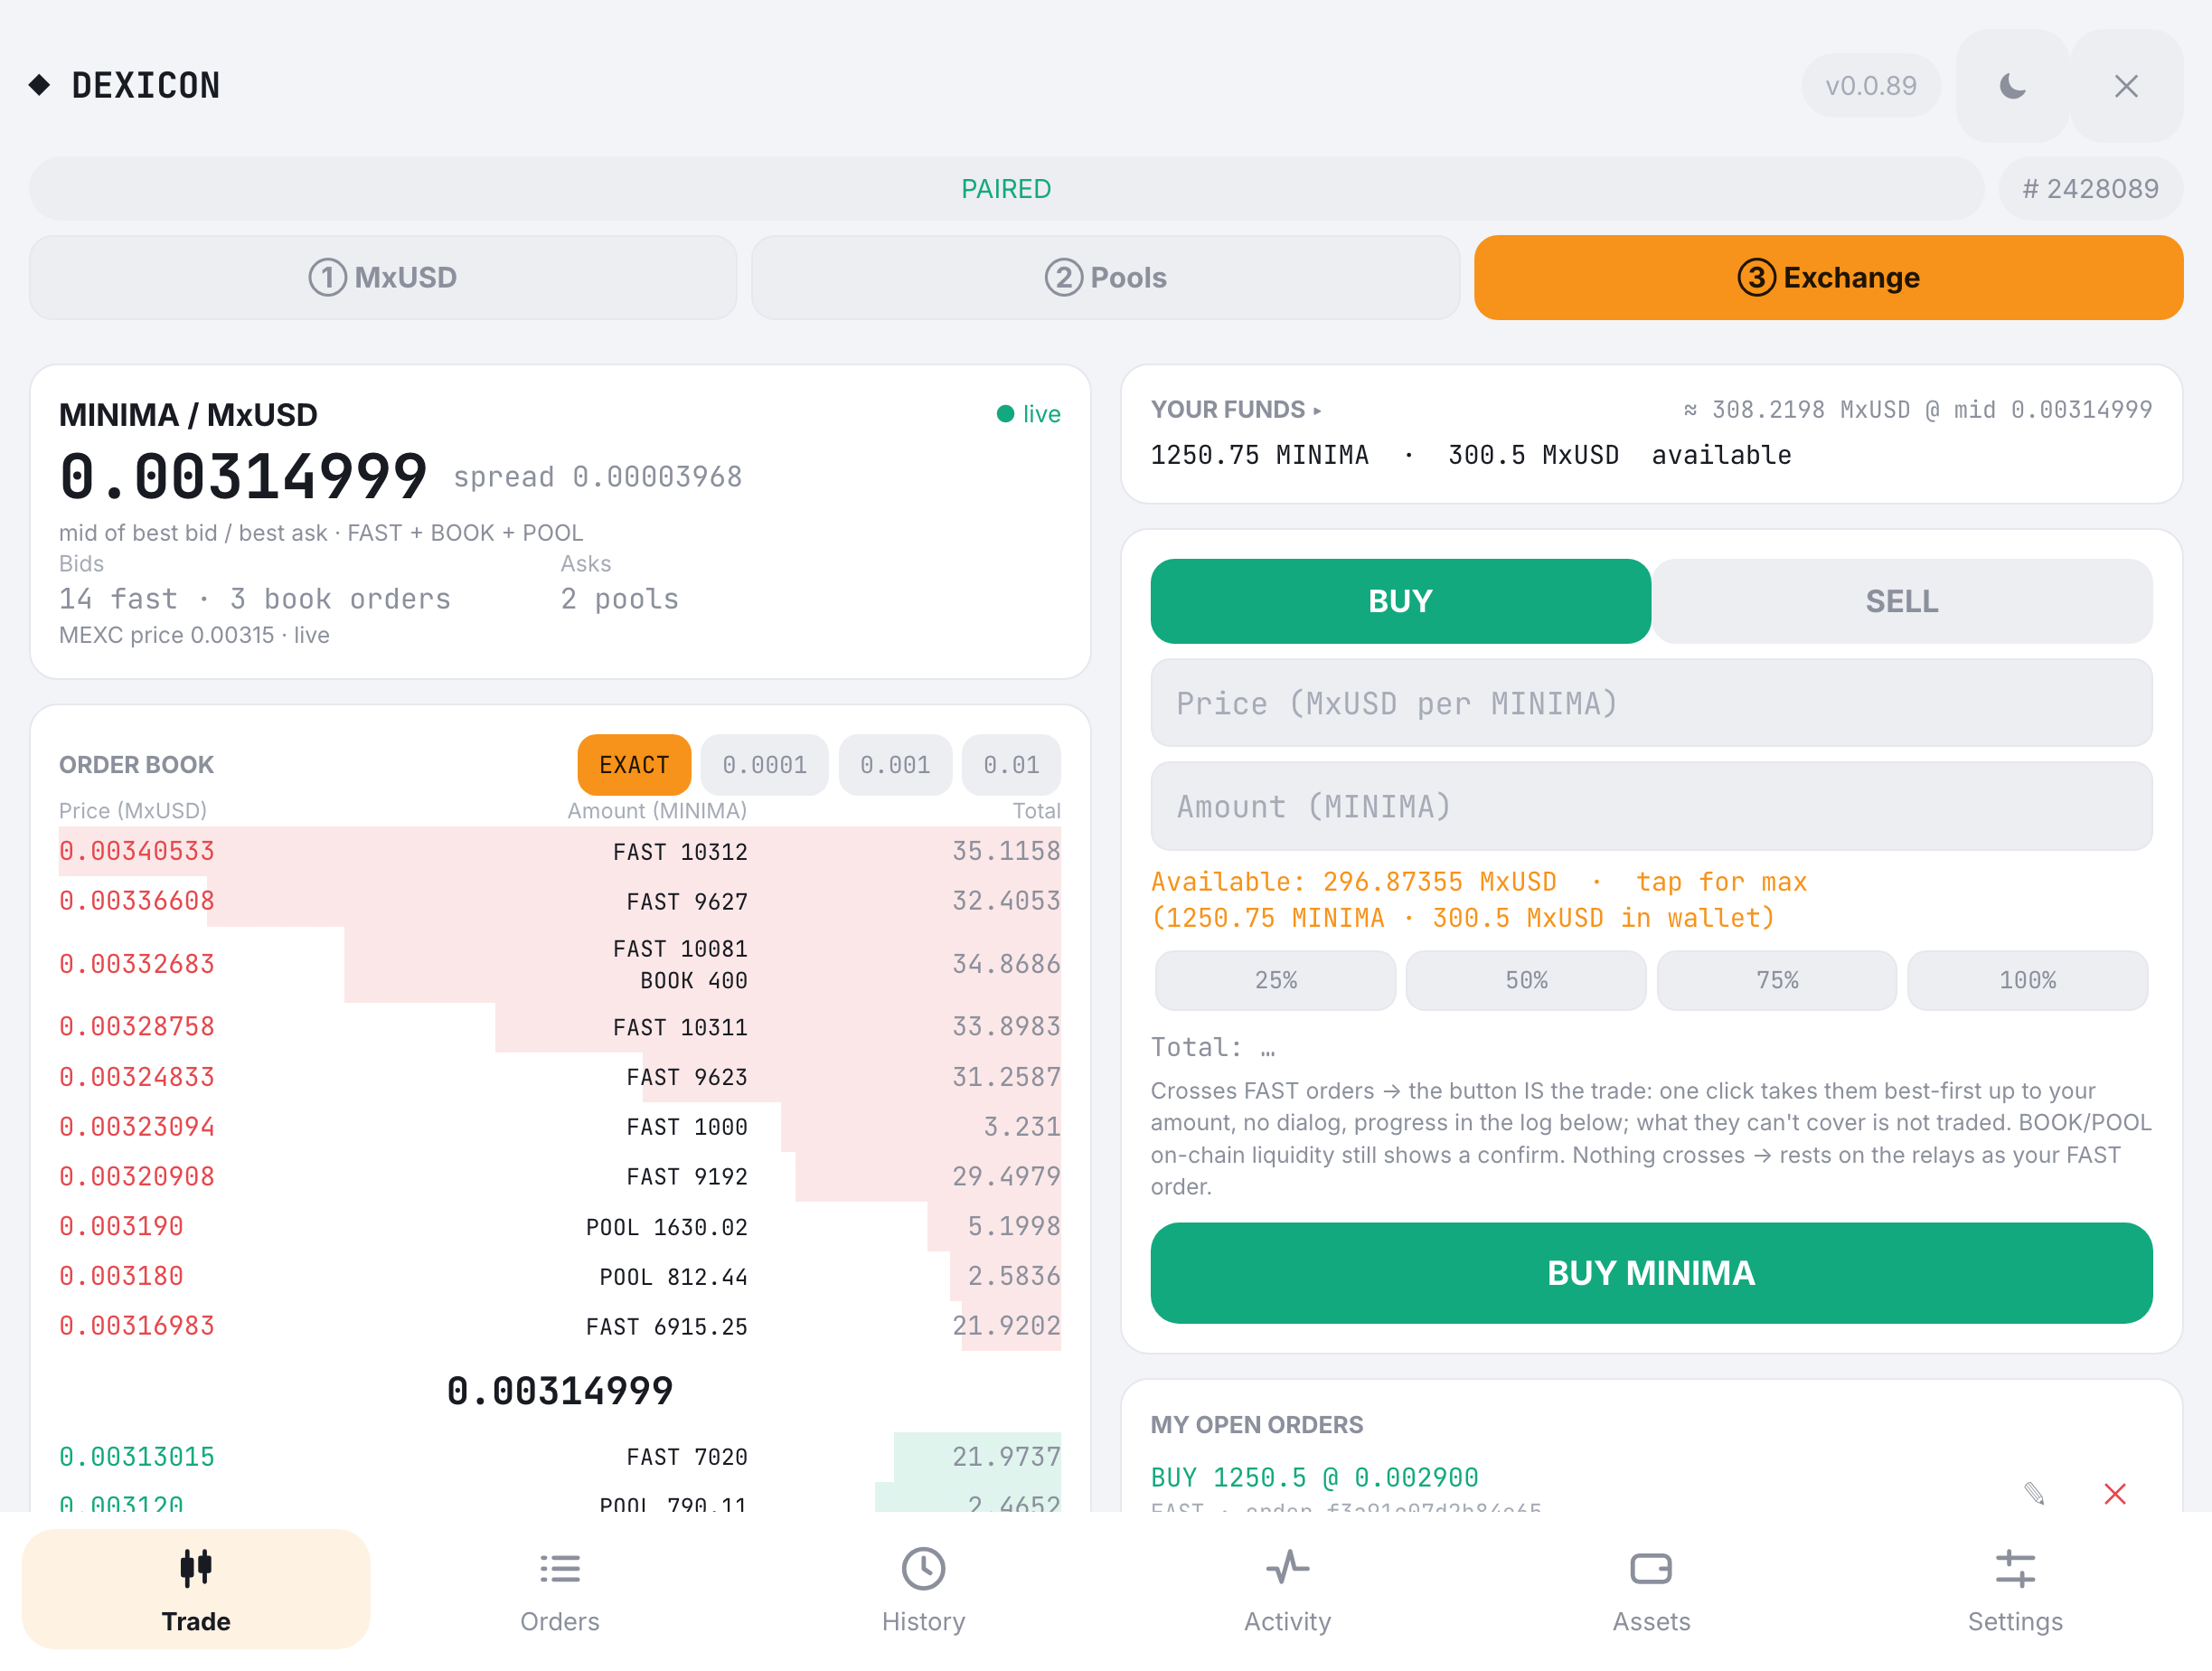 ◆ DEXICON
v0.0.89
PAIRED
# 2428089
① MxUSD
② Pools
③ Exchange
MINIMA / MxUSD
live
0.00314999 spread 0.00003968
mid of best bid / best ask · FAST + BOOK + POOL
Bids
Asks
14 fast · 3 book orders
2 pools
MEXC price 0.00315 · live
ORDER BOOK
EXACT
0.0001
0.001
0.01
Price (MxUSD) Amount (MINIMA) Total
0.00340533 FAST 10312 35.1158
0.00336608 FAST 9627 32.4053
0.00332683 FAST 10081 BOOK 400 34.8686
0.00328758 FAST 10311 33.8983
0.00324833 FAST 9623 31.2587
0.00323094 FAST 1000 3.231
0.00320908 FAST 9192 29.4979
0.003190 POOL 1630.02 5.1998
0.003180 POOL 812.44 2.5836
0.00316983 FAST 6915.25 21.9202
0.00314999
0.00313015 FAST 7020 21.9737
0.003120 POOL 790.11 2.4652
YOUR FUNDS ▸
≈ 308.2198 MxUSD @ mid 0.00314999
1250.75 MINIMA · 300.5 MxUSD available
BUY
SELL
Price (MxUSD per MINIMA)
Amount (MINIMA)
Available: 296.87355 MxUSD · tap for max
(1250.75 MINIMA · 300.5 MxUSD in wallet)
25%
50%
75%
100%
Total: …
Crosses FAST orders → the button IS the trade: one click takes them best-first up to your
amount, no dialog, progress in the log below; what they can't cover is not traded. BOOK/POOL
on-chain liquidity still shows a confirm. Nothing crosses → rests on the relays as your FAST
order.
BUY MINIMA
MY OPEN ORDERS
BUY 1250.5 @ 0.002900
FAST · order
Trade
Orders
History
Activity
Assets
Settings